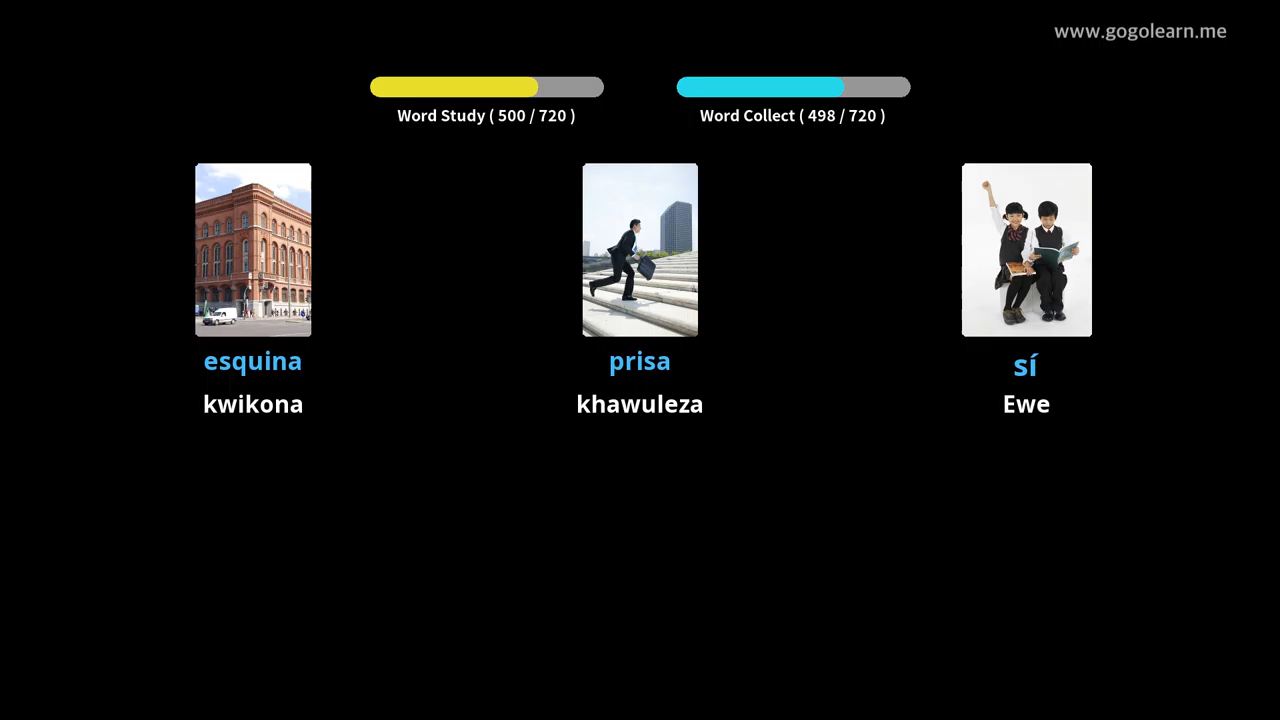 www.gogolearn.me
Word Study ( 500 / 720 )
Word Collect ( 498 / 720 )
esquina
prisa
sí
kwikona
khawuleza
Ewe